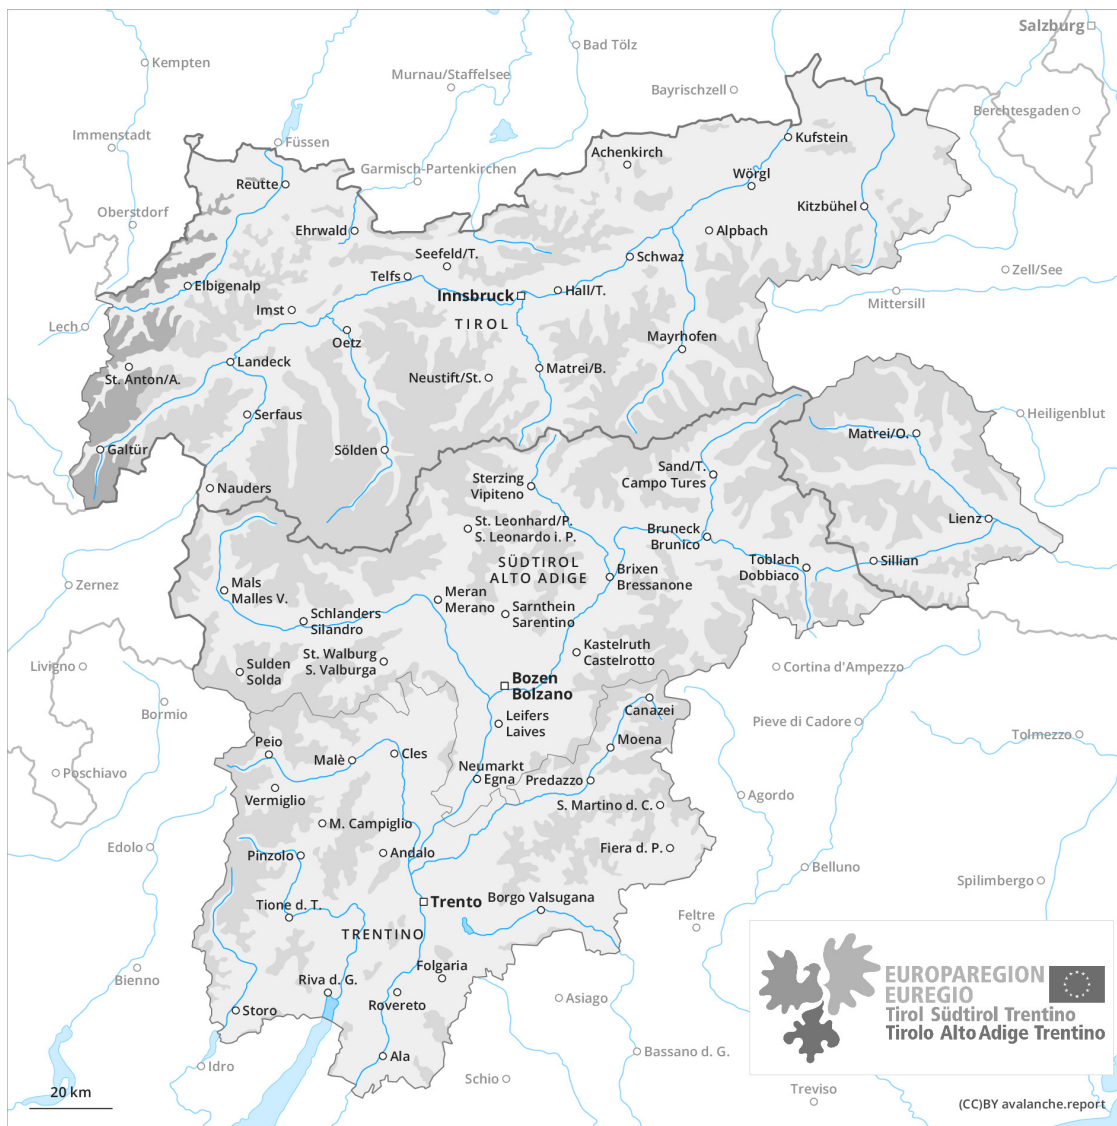 Salzburg
Bad Tölz
Kempten
Murnau/Staffelsee
Bayrischzell
Berchtesgaden
Immenstadt
Füssen
Kufstein
Achenkirch
Garmisch-Partenkirchen
Wörgl
Reutte
Oberstdorf
Kitzbühel
Ehrwald
Alpbach
Seefeld/T.
Schwaz
Telfs
Zell/See
Elbigenalp
Innsbruck
Hall/T.
Mittersill
Imst
Lech
TIROL
Oetz
Mayrhofen
Landeck
St. Anton/A.
Neustift/St.
Matrei/B.
Serfaus
Heiligenblut
Matrei/O.
Galtür
Sölden
Sand/T.
Campo Tures
Sterzing
Vipiteno
Nauders
Lienz
St. Leonhard/P.
S. Leonardo i. P.
Bruneck
Brunico
SÜDTIROL
ALTO ADIGE
Toblach
Dobbiaco
Sillian
Brixen
Bressanone
Zernez
Mals
Malles V.
Meran
Merano
Schlanders
Silandro
Sarnthein
Sarentino
Kastelruth
Castelrotto
St. Walburg
S. Valburga
Livigno
Sulden
Solda
Cortina d'Ampezzo
Bozen
Bolzano
Canazei
Bormio
Leifers
Laives
Pieve di Cadore
Tolmezzo
Peio
Moena
Cles
Malè
Poschiavo
Neumarkt
Egna
Predazzo
Vermiglio
Agordo
S. Martino d. C.
M. Campiglio
Edolo
Pinzolo
Andalo
Fiera d. P.
Belluno
Spilimbergo
Tione d. T.
Trento
Borgo Valsugana
Feltre
TRENTINO
Bienno
Folgaria
Riva d. G.
Rovereto
Asiago
Storo
EUROPAREGION
EUREGIO
Tirol Südtirol Trentino
Tirolo Alto Adige Trentino
Ala
Bassano d. G.
Idro
Schio
Treviso
20 km
(CC)BY avalanche.report